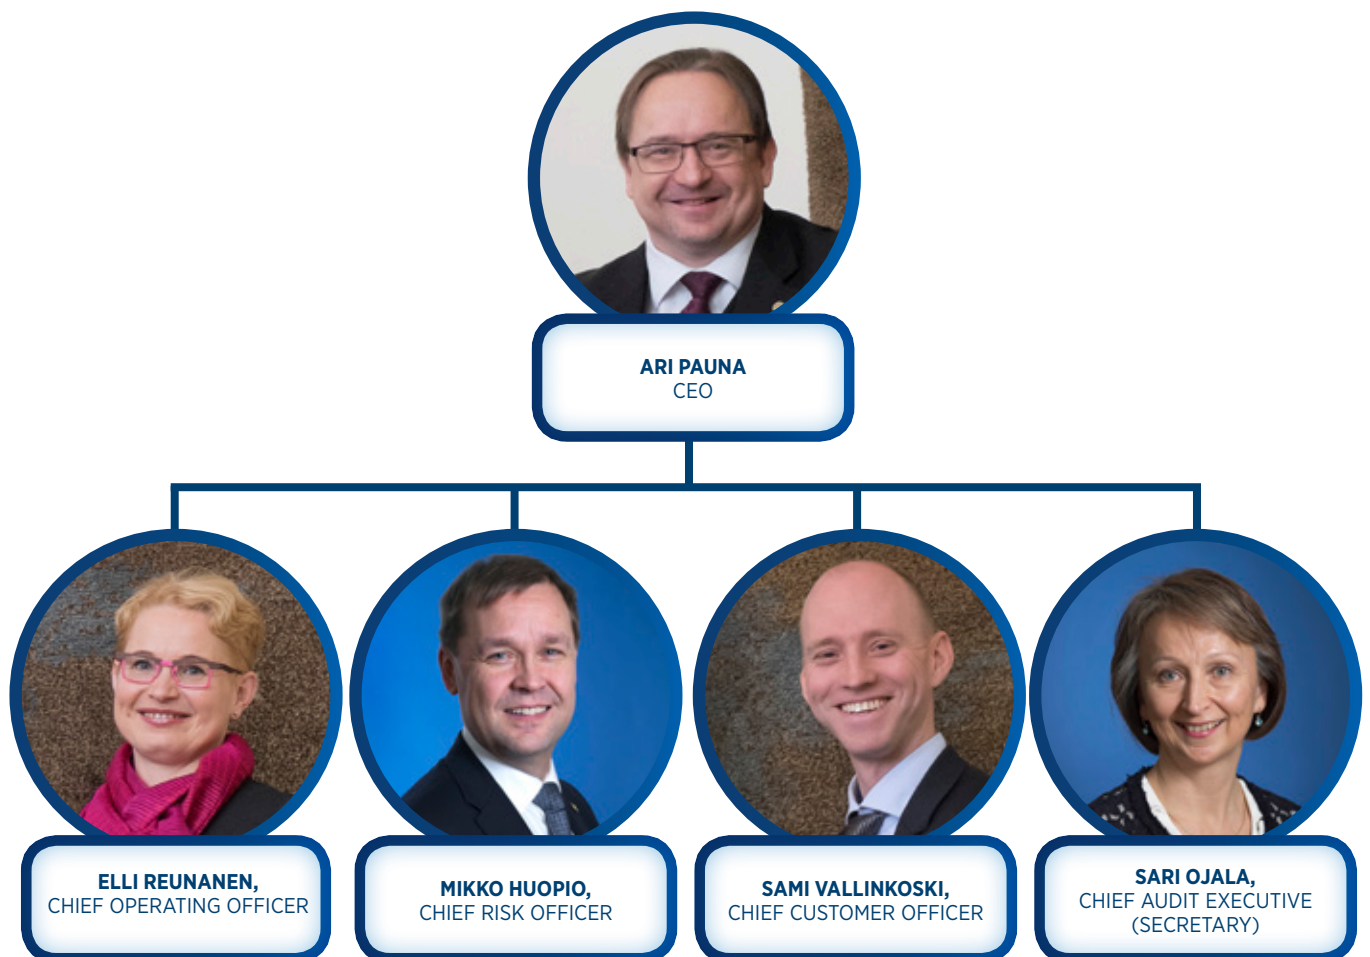 ARI PAUNA
CEO
ELLI REUNANEN,
CHIEF OPERATING OFFICER
MIKKO HUOPIO,
CHIEF RISK OFFICER
SAMI VALLINKOSKI,
CHIEF CUSTOMER OFFICER
SARI OJALA,
CHIEF AUDIT EXECUTIVE
(SECRETARY)